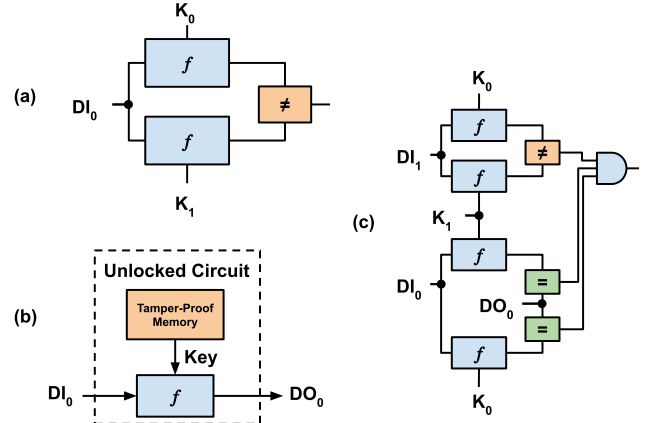 (a)
K₀
f
DI₀
≠
f
K₁
(b)
Unlocked Circuit
Tamper-Proof
Memory
Key
DI₀
f
DO₀
(c)
K₀
f
DI₁
≠
f
K₁
f
DI₀
=
DO₀
=
f
K₀